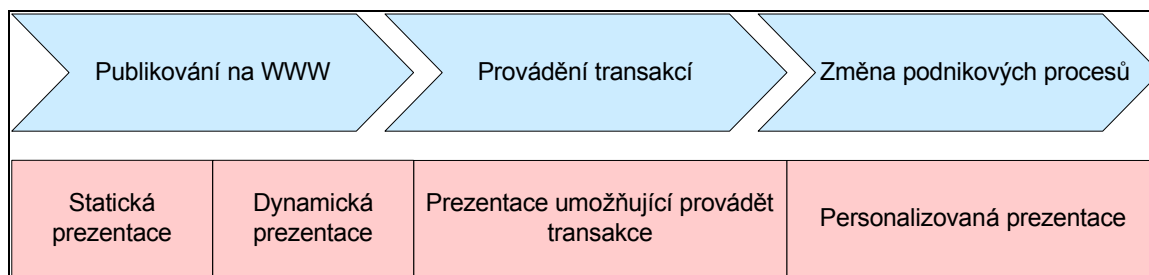 Publikování na WWW
Provádění transakcí
Změna podnikových procesů
Statická
prezentace
Dynamická
prezentace
Prezentace umožňující provádět
transakce
Personalizovaná prezentace